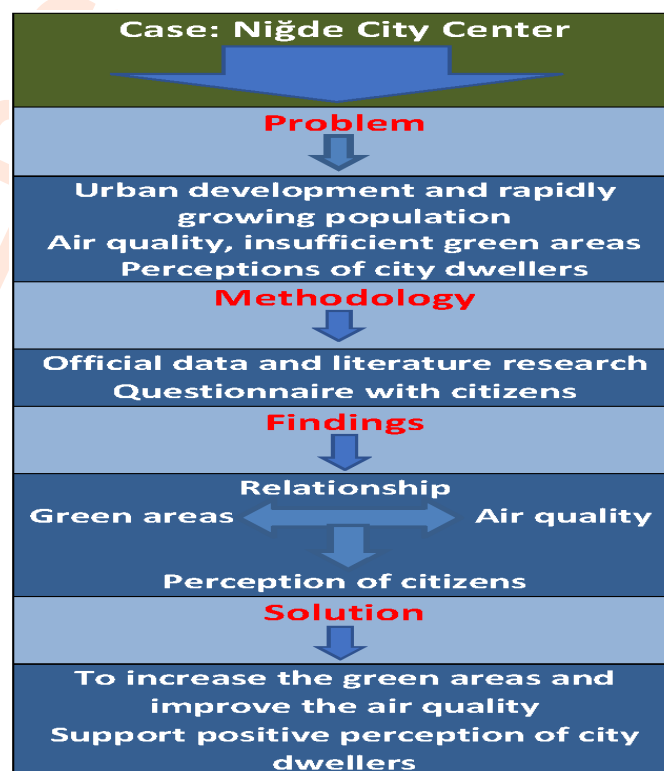 Case: Niğde City Center
Problem
Urban development and rapidly
growing population
Air quality, insufficient green areas
Perceptions of city dwellers
Methodology
Official data and literature research
Questionnaire with citizens
Findings
Relationship
Green areas Air quality
Perception of citizens
Solution
To increase the green areas and
improve the air quality
Support positive perception of city
dwellers